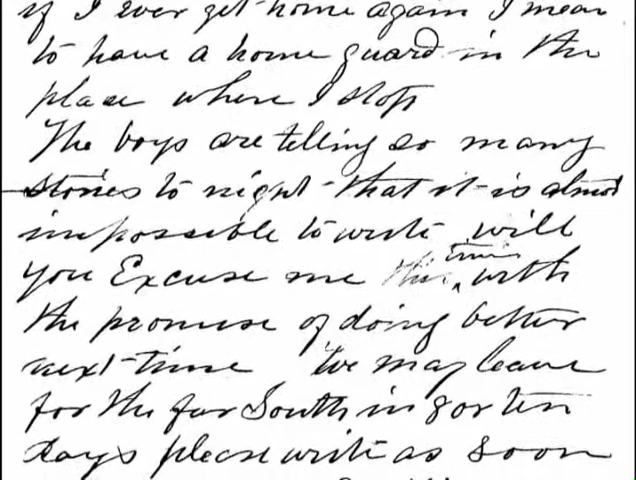 if I ever get home again I mean
to have a home guard in the
place where I stop
The boys are telling so many
stories to night that it is almost
impossible to write will
you Excuse me this time with
the promise of doing better
next time We may leave
for the far South in 8 or ten
days please write as soon